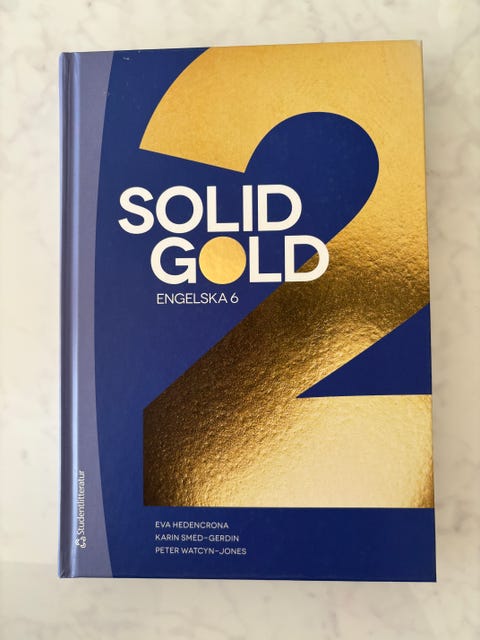 2
SOLID
GOLD
ENGELSKA 6
EVA HEDENCRONA
KARIN SMED-GERDIN
PETER WATCYN-JONES
Studentlitteratur